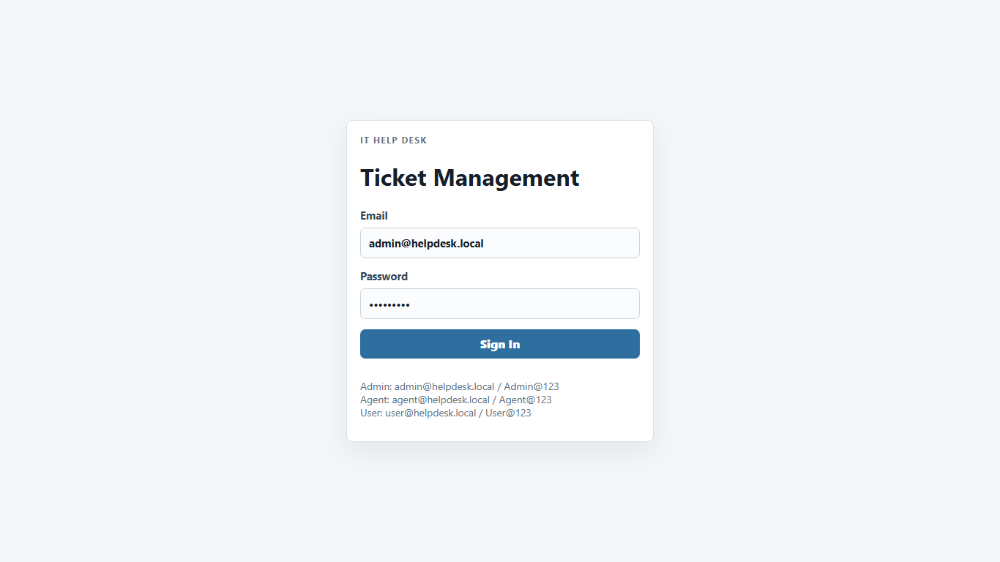 IT HELP DESK
Ticket Management
Email
admin@helpdesk.local
Password
•••••••••
Sign In
Admin: admin@helpdesk.local / Admin@123
Agent: agent@helpdesk.local / Agent@123
User: user@helpdesk.local / User@123